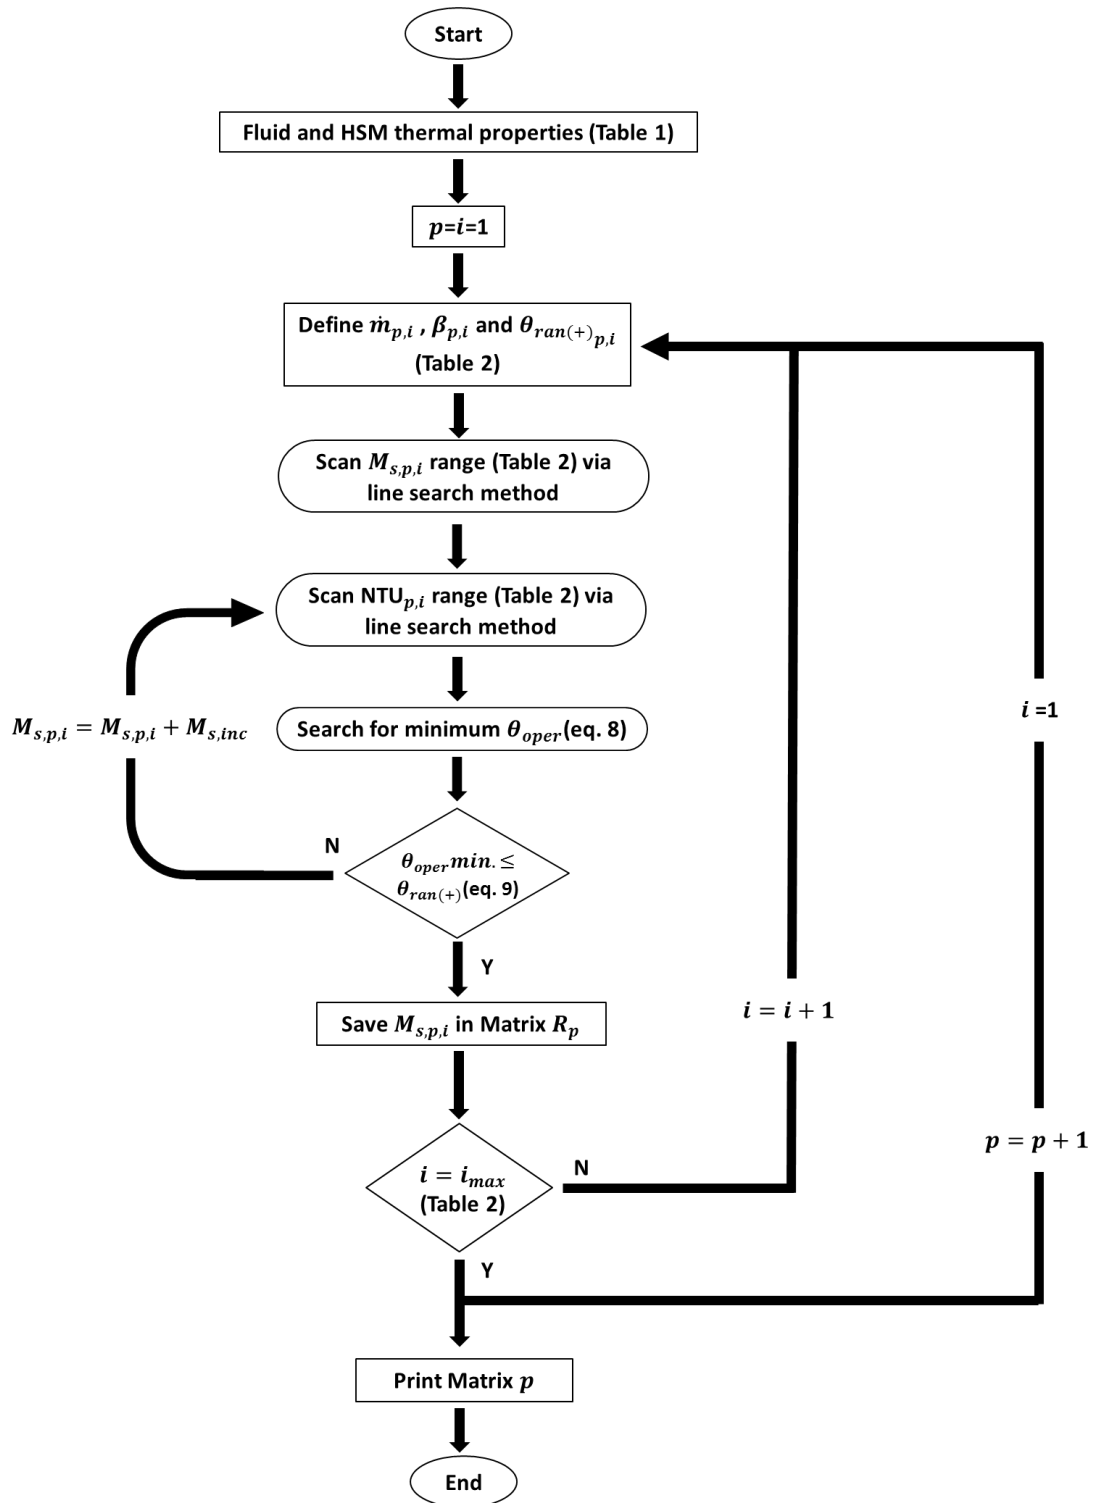 Start
Fluid and HSM thermal properties (Table 1)
p=i=1
Define ṁ_{p,i} , β_{p,i} and θ_{ran(+)_{p,i}}
(Table 2)
Scan M_{s,p,i} range (Table 2) via
line search method
Scan NTU_{p,i} range (Table 2) via
line search method
M_{s,p,i} = M_{s,p,i} + M_{s,inc}
Search for minimum θ_{oper}(eq. 8)
i =1
N
θ_{oper}min. ≤
θ_{ran(+)}(eq. 9)
Y
Save M_{s,p,i} in Matrix R_p
i = i + 1
p = p + 1
i = i_{max}
(Table 2)
N
Y
Print Matrix p
End